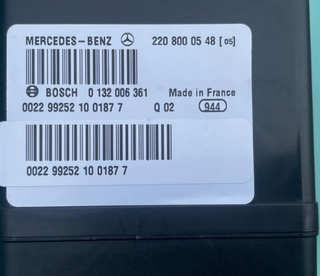 MERCEDES-BENZ 220 800 05 48 [05]
BOSCH 0 132 006 361 Made in France
0022 99252 10 0187 7 Q 02 944
0022 99252 10 0187 7